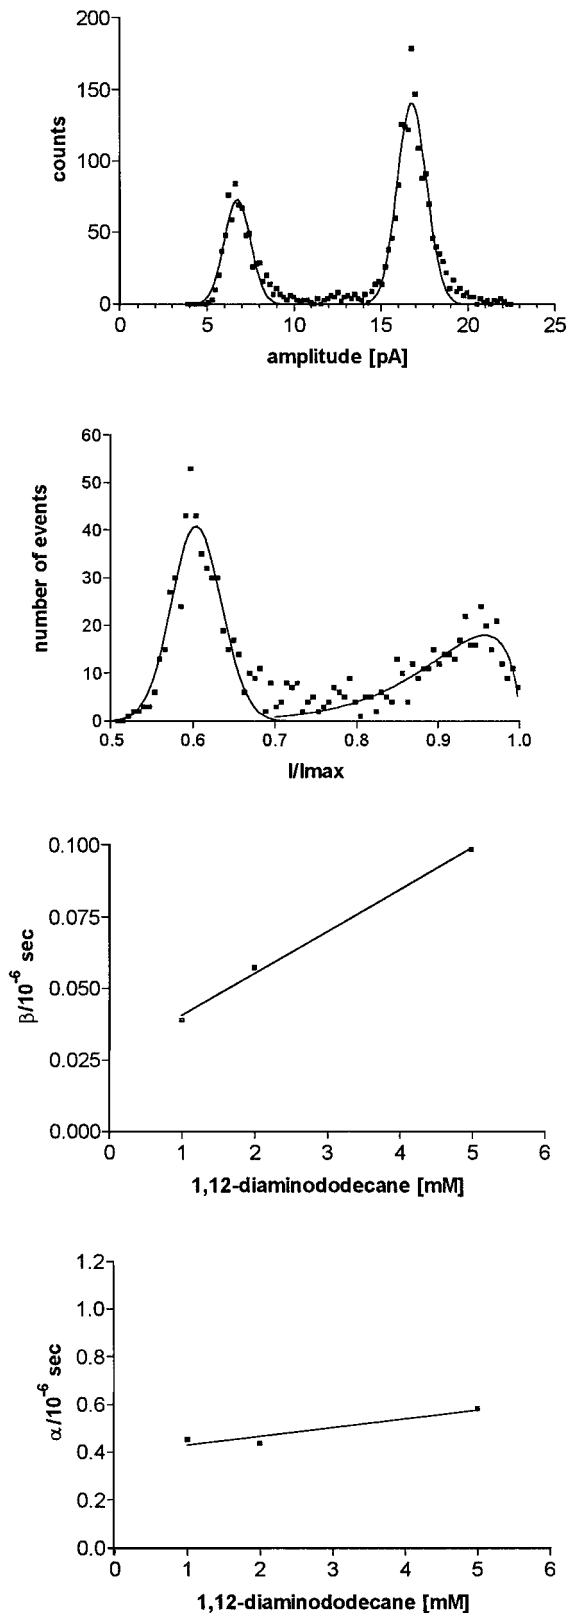 200
150
100
50
0
counts
0 5 10 15 20 25
amplitude [pA]
60
50
40
30
20
10
0
number of events
0.5 0.6 0.7 0.8 0.9 1.0
I/Imax
0.100
0.075
0.050
0.025
0.000
β/10⁻⁶ sec
0 1 2 3 4 5 6
1,12-diaminododecane [mM]
1.2
1.0
0.8
0.6
0.4
0.2
0.0
α/10⁻⁶ sec
0 1 2 3 4 5 6
1,12-diaminododecane [mM]